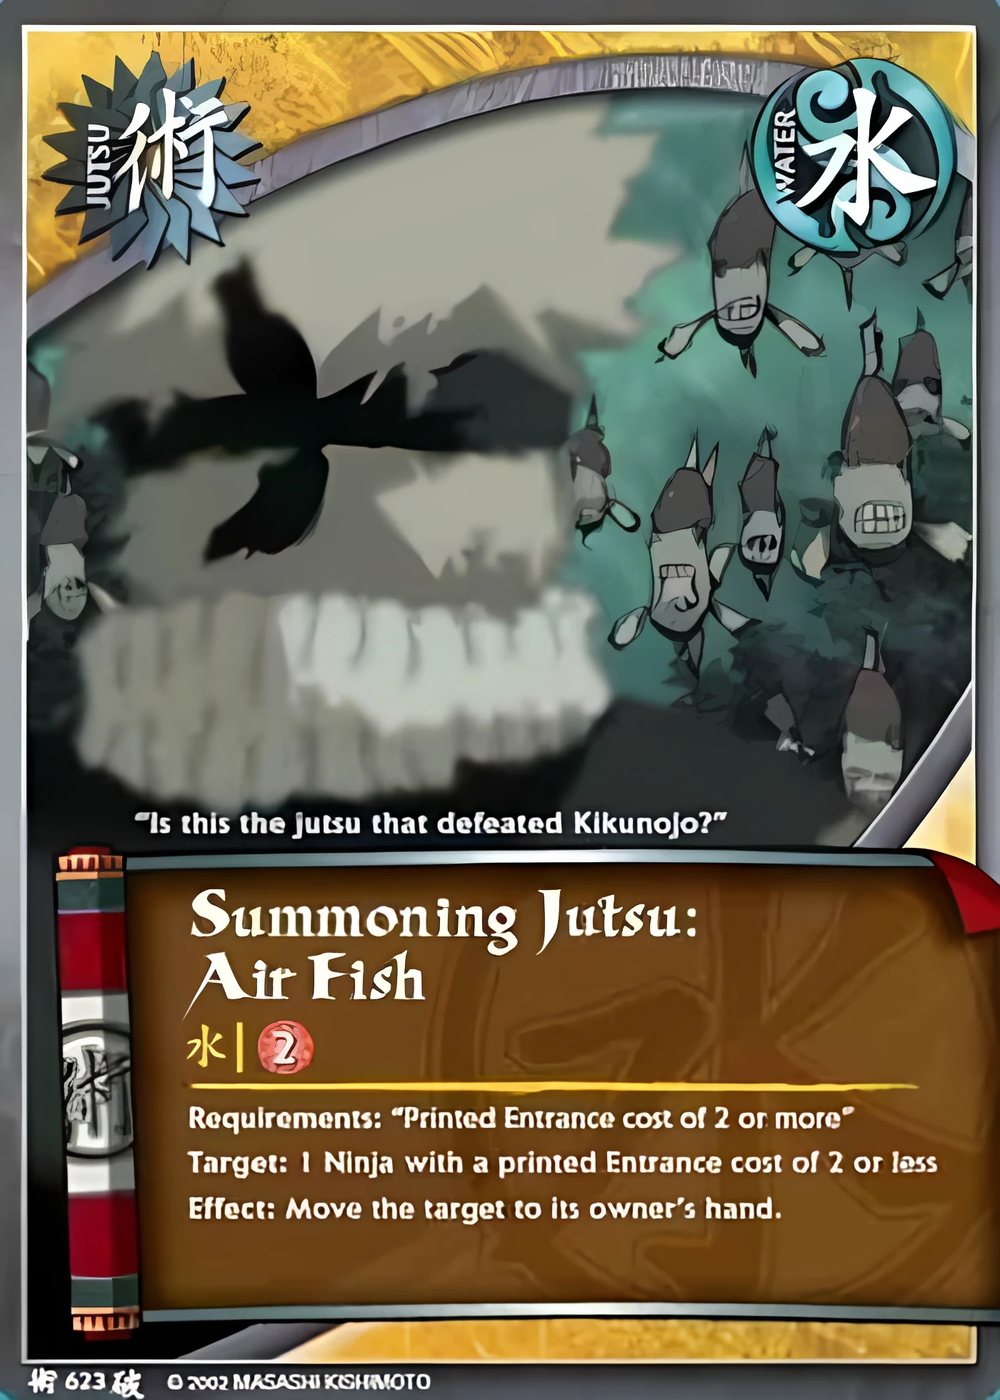 JUTSU 術
WATER 水
"Is this the Jutsu that defeated Kikunojo?"
Summoning Jutsu:
Air Fish
水 | 2
Requirements: "Printed Entrance cost of 2 or more"
Target: 1 Ninja with a printed Entrance cost of 2 or less
Effect: Move the target to its owner's hand.
術 623 破 © 2002 MASASHI KISHIMOTO